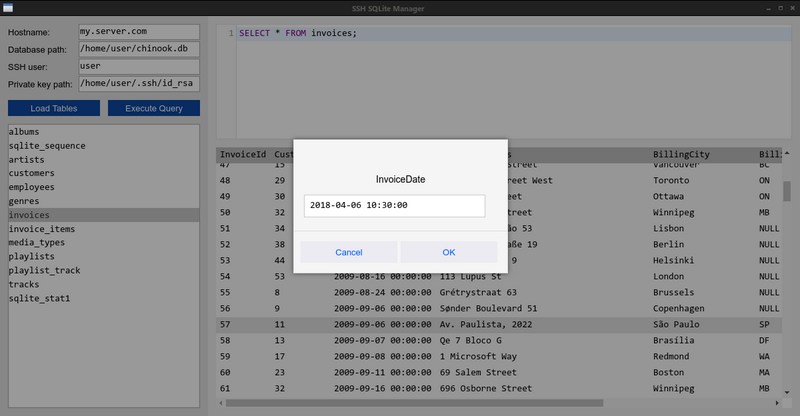 SSH SQLite Manager
Hostname: my.server.com
Database path: /home/user/chinook.db
SSH user: user
Private key path: /home/user/.ssh/id_rsa
Load Tables Execute Query
albums
sqlite_sequence
artists
customers
employees
genres
invoices
invoice_items
media_types
playlists
playlist_track
tracks
sqlite_stat1
1 SELECT * FROM invoices;
InvoiceId Cust s BillingCity Billi
47 15 Street Vancouver BC
48 29 reet West Toronto ON
49 30 reet Ottawa ON
50 32 treet Winnipeg MB
51 34 ão 53 Lisbon NULL
52 38 aße 19 Berlin NULL
53 44 9 Helsinki NULL
54 53 2009-08-16 00:00:00 113 Lupus St London NULL
55 8 2009-08-24 00:00:00 Grétrystraat 63 Brussels NULL
56 9 2009-09-06 00:00:00 Sønder Boulevard 51 Copenhagen NULL
57 11 2009-09-06 00:00:00 Av. Paulista, 2022 São Paulo SP
58 13 2009-09-07 00:00:00 Qe 7 Bloco G Brasília DF
59 17 2009-09-08 00:00:00 1 Microsoft Way Redmond WA
60 23 2009-09-11 00:00:00 69 Salem Street Boston MA
61 32 2009-09-16 00:00:00 696 Osborne Street Winnipeg MB
InvoiceDate
2018-04-06 10:30:00
Cancel OK